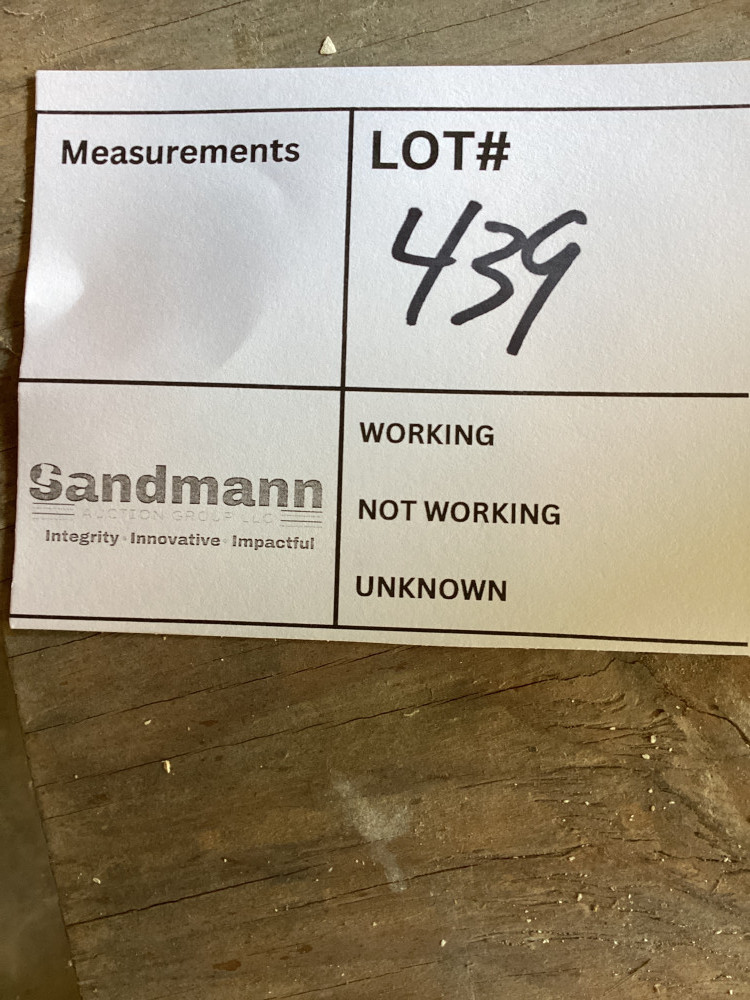 Measurements
LOT#
439
Sandmann
AUCTION GROUP LLC
Integrity · Innovative · Impactful
WORKING
NOT WORKING
UNKNOWN